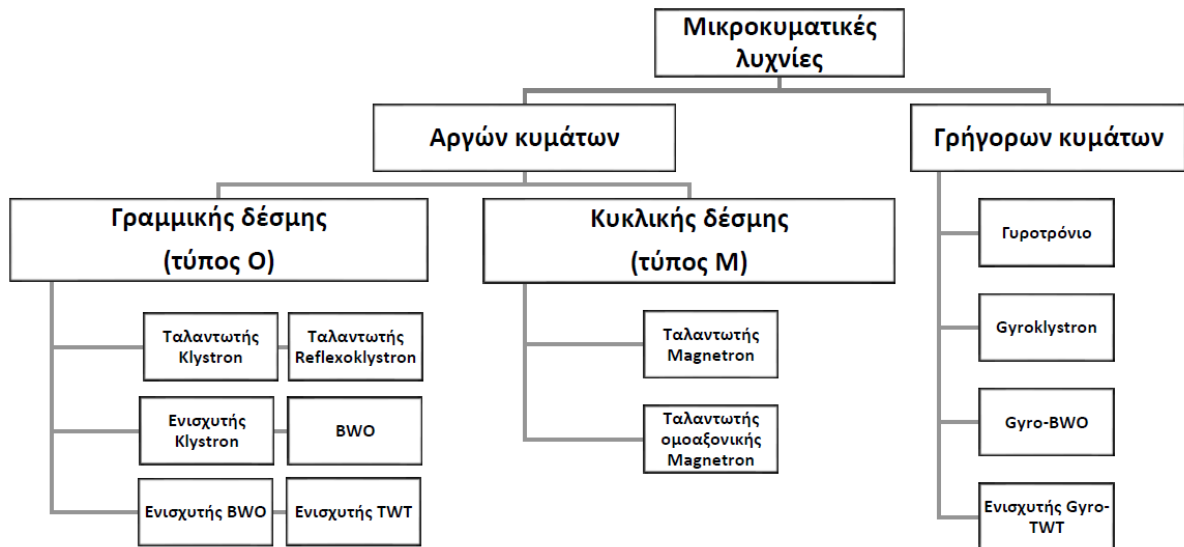 Μικροκυματικές
λυχνίες
Αργών κυμάτων
Γρήγορων κυμάτων
Γραμμικής δέσμης
(τύπος Ο)
Κυκλικής δέσμης
(τύπος Μ)
Ταλαντωτής
Klystron
Ταλαντωτής
Reflexoklystron
Ενισχυτής
Klystron
BWO
Ενισχυτής BWO
Ενισχυτής TWT
Ταλαντωτής
Magnetron
Ταλαντωτής
ομοαξονικής
Magnetron
Γυροτρόνιο
Gyroklystron
Gyro-BWO
Ενισχυτής Gyro-
TWT